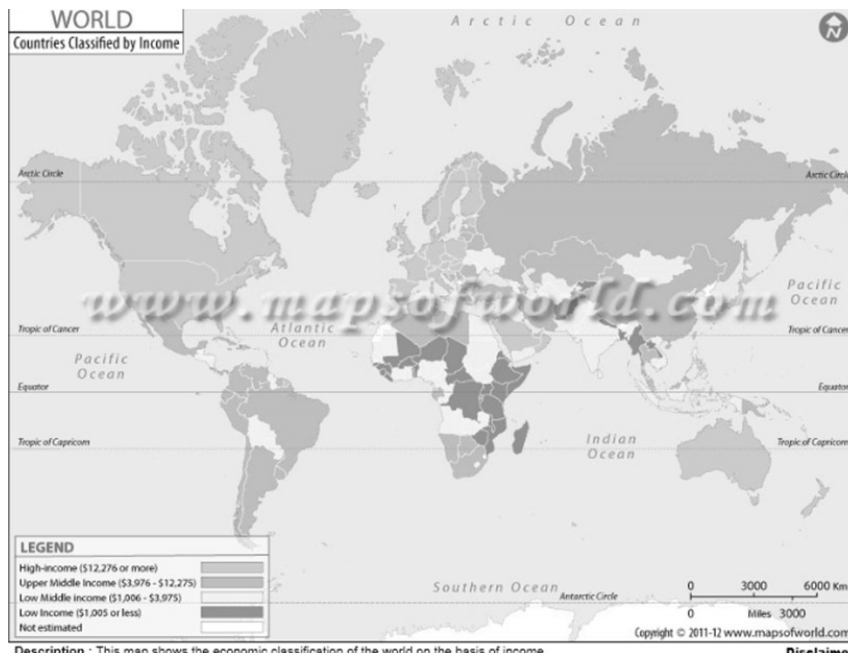 WORLD
Countries Classified by Income
Arctic Ocean
N
Arctic Circle
Arctic Circle
www.mapsofworld.com
Pacific
Ocean
Tropic of Cancer
Atlantic
Ocean
Tropic of Cancer
Pacific
Ocean
Equator
Equator
Tropic of Capricorn
Indian
Ocean
Tropic of Capricorn
LEGEND
High-income ($12,276 or more)
Upper Middle Income ($3,976 - $12,275)
Low Middle income ($1,006 - $3,975)
Low Income ($1,005 or less)
Not estimated
Southern Ocean
Antarctic Circle
0 3000 6000 Km
0 Miles 3000
Copyright © 2011-12 www.mapsofworld.com
Description : This map shows the economic classification of the world on the basis of income.
Disclaime